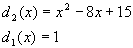 d₂(x) = x² − 8x + 15
d₁(x) = 1